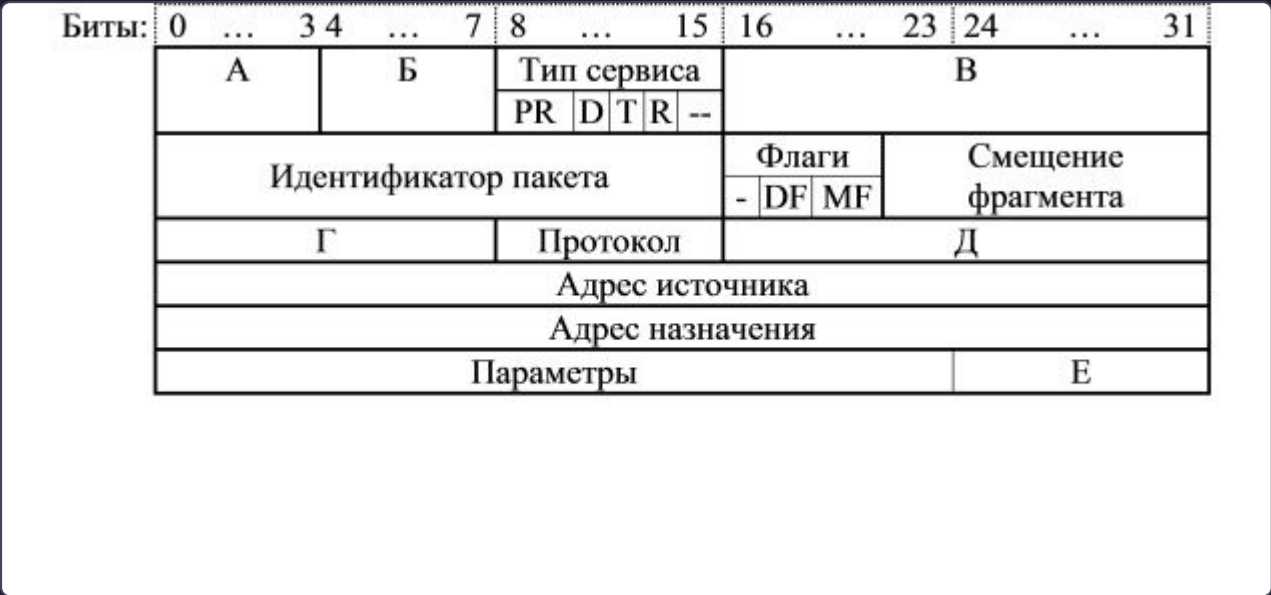 Биты: 0 ... 3 4 ... 7 8 ... 15 16 ... 23 24 ... 31
А Б Тип сервиса В
PR D T R --
Идентификатор пакета Флаги Смещение
- DF MF фрагмента
Г Протокол Д
Адрес источника
Адрес назначения
Параметры Е